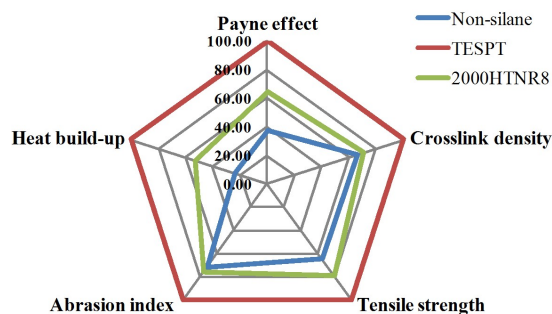 Payne effect
100.00
80.00
60.00
40.00
20.00
0.00
Non-silane
TESPT
2000HTNR8
Heat build-up
Crosslink density
Abrasion index
Tensile strength